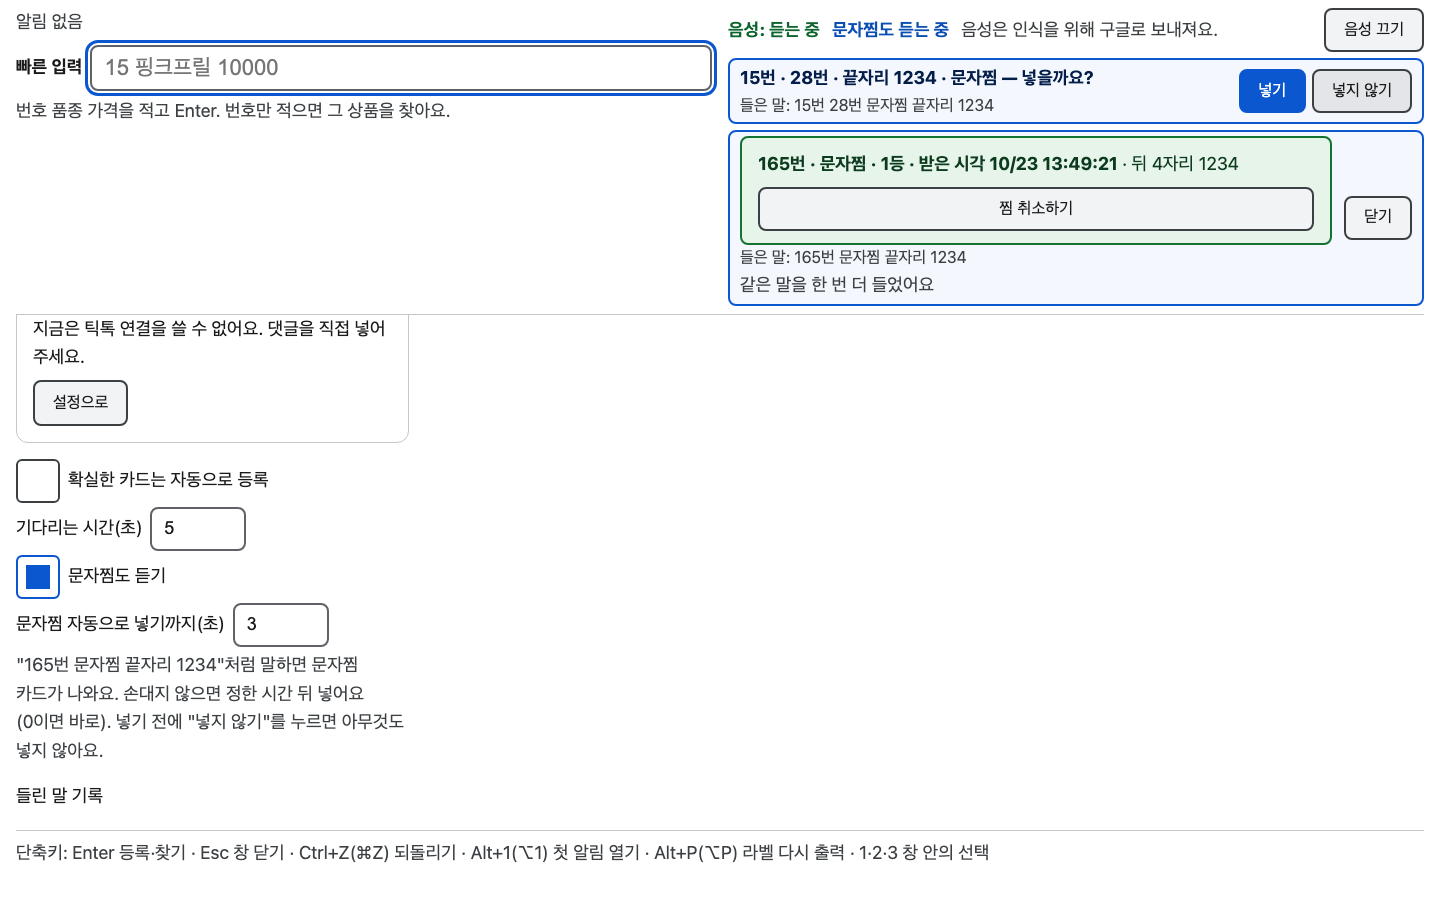 알림 없음
빠른 입력
15 핑크프릴 10000
번호 품종 가격을 적고 Enter. 번호만 적으면 그 상품을 찾아요.
음성: 듣는 중 문자찜도 듣는 중 음성은 인식을 위해 구글로 보내져요.
음성 끄기
15번 · 28번 · 끝자리 1234 · 문자찜 — 넣을까요?
들은 말: 15번 28번 문자찜 끝자리 1234
넣기
넣지 않기
165번 · 문자찜 · 1등 · 받은 시각 10/23 13:49:21 · 뒤 4자리 1234
찜 취소하기
닫기
들은 말: 165번 문자찜 끝자리 1234
같은 말을 한 번 더 들었어요
지금은 틱톡 연결을 쓸 수 없어요. 댓글을 직접 넣어
주세요.
설정으로
확실한 카드는 자동으로 등록
기다리는 시간(초) 5
문자찜도 듣기
문자찜 자동으로 넣기까지(초) 3
"165번 문자찜 끝자리 1234"처럼 말하면 문자찜
카드가 나와요. 손대지 않으면 정한 시간 뒤 넣어요
(0이면 바로). 넣기 전에 "넣지 않기"를 누르면 아무것도
넣지 않아요.
들린 말 기록
단축키: Enter 등록·찾기 · Esc 창 닫기 · Ctrl+Z(⌘Z) 되돌리기 · Alt+1(⌥1) 첫 알림 열기 · Alt+P(⌥P) 라벨 다시 출력 · 1·2·3 창 안의 선택